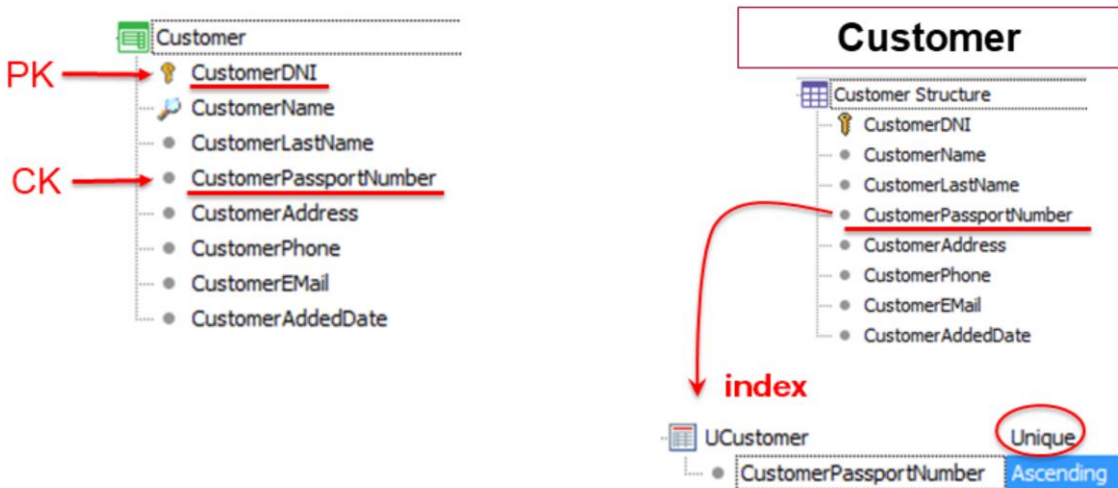 Customer
PK
CustomerDNI
CustomerName
CustomerLastName
CK
CustomerPassportNumber
CustomerAddress
CustomerPhone
CustomerEMail
CustomerAddedDate
Customer
Customer Structure
CustomerDNI
CustomerName
CustomerLastName
CustomerPassportNumber
CustomerAddress
CustomerPhone
CustomerEMail
CustomerAddedDate
index
UCustomer Unique
CustomerPassportNumber Ascending